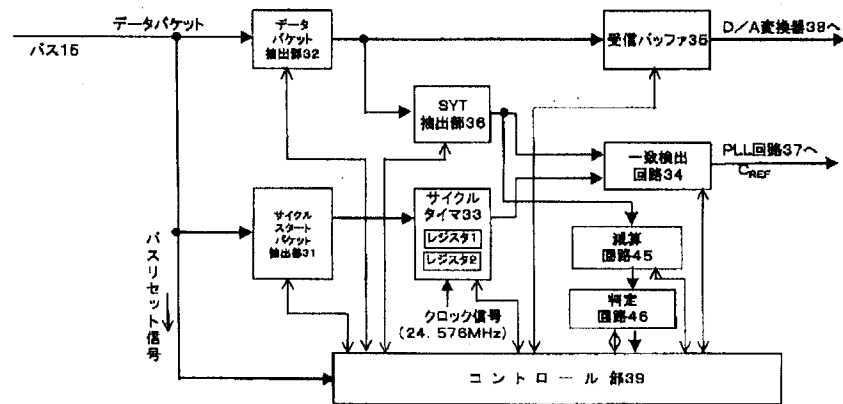 データパケット
バス15
データ
パケット
抽出部32
受信バッファ35
D/A変換器38へ
SYT
抽出部36
一致検出
回路34
PLL回路37へ
CREF
サイクル
スタート
パケット
抽出部31
サイクル
タイマ33
レジスタ1
レジスタ2
減算
回路45
判定
回路46
クロック信号
(24. 576MHz)
バスリセット信号
コントロール部39